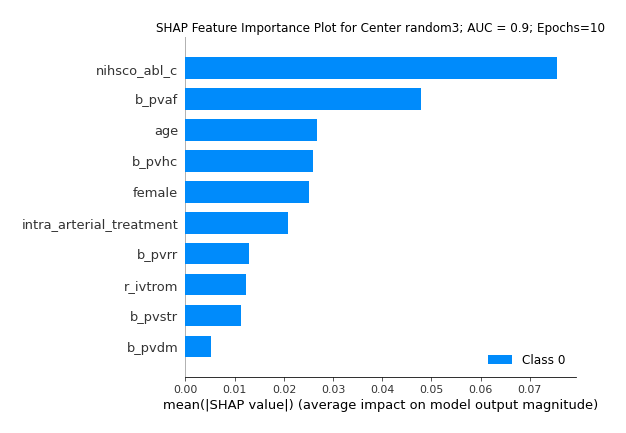 SHAP Feature Importance Plot for Center random3; AUC = 0.9; Epochs=10
nihsco_abl_c
b_pvaf
age
b_pvhc
female
intra_arterial_treatment
b_pvrr
r_ivtrom
b_pvstr
b_pvdm
Class 0
0.00 0.01 0.02 0.03 0.04 0.05 0.06 0.07
mean(|SHAP value|) (average impact on model output magnitude)